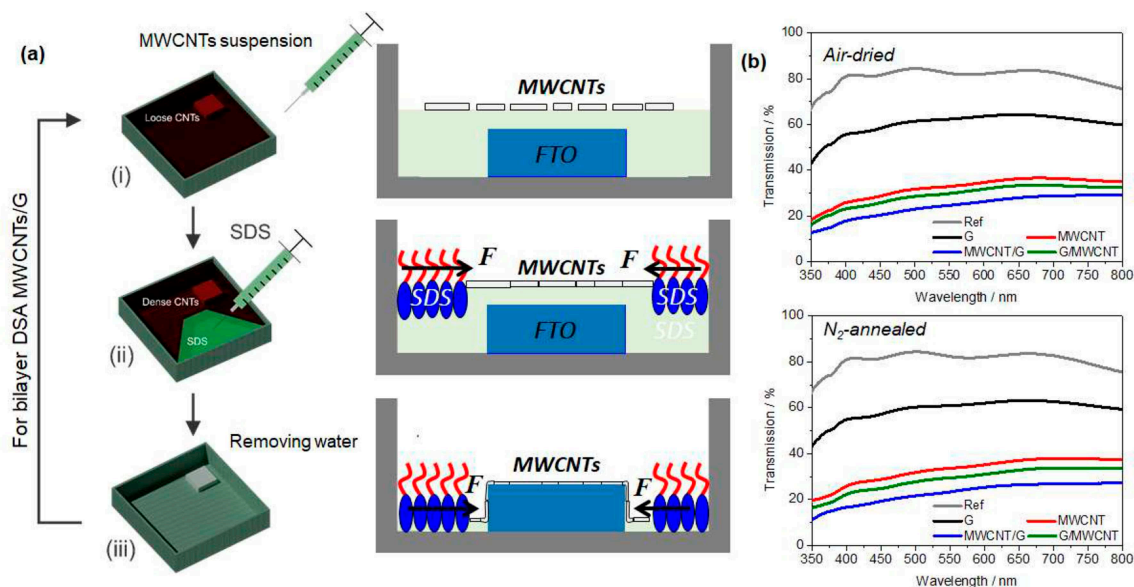 (a)
MWCNTs suspension
Loose CNTs
(i)
SDS
Dense CNTs
SDS
(ii)
Removing water
(iii)
For bilayer DSA MWCNTs/G
MWCNTs
FTO
F
MWCNTs
F
SDS
SDS
SDS
FTO
MWCNTs
F
F
FTO
(b)
100
80
60
40
20
0
Transmission / %
Air-dried
Ref
G
MWCNT
MWCNT/G
G/MWCNT
350 400 450 500 550 600 650 700 750 800
Wavelength / nm
100
80
60
40
20
0
Transmission / %
N2-annealed
Ref
G
MWCNT
MWCNT/G
G/MWCNT
350 400 450 500 550 600 650 700 750 800
Wavelength / nm